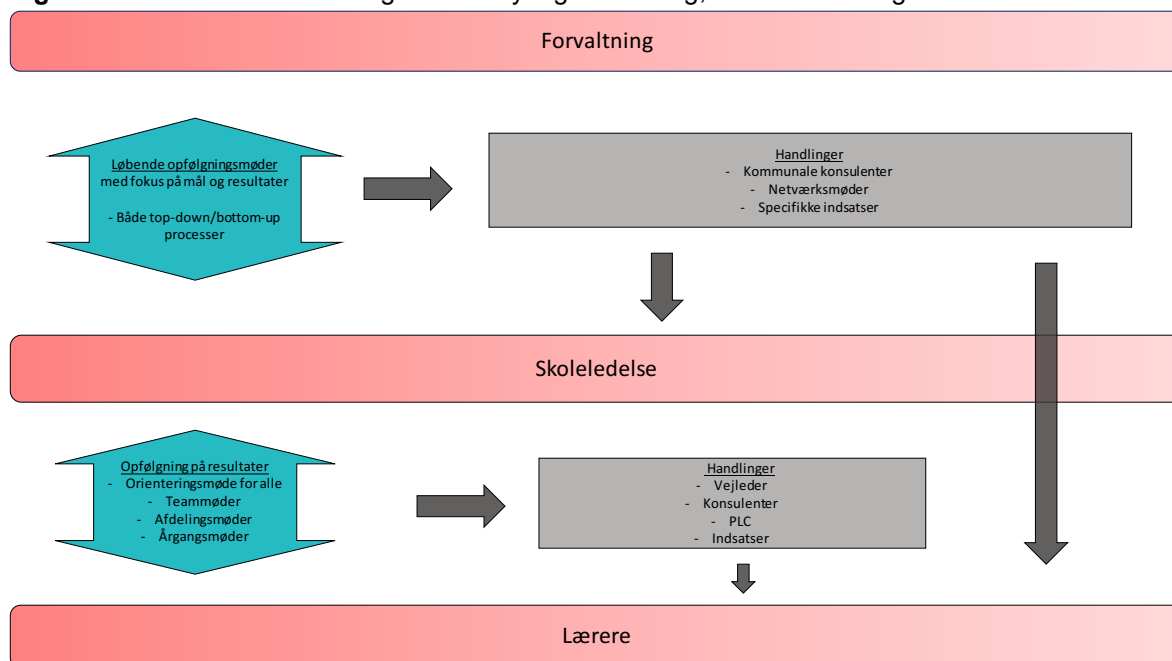 Forvaltning
Løbende opfølgningsmøder
med fokus på mål og resultater
- Både top-down/bottom-up
processer
Handlinger
- Kommunale konsulenter
- Netværksmøder
- Specifikke indsatser
Skoleledelse
Opfølgning på resultater
- Orienteringsmøde for alle
- Teammøder
- Afdelingsmøder
- Årgangsmøder
Handlinger
- Vejleder
- Konsulenter
- PLC
- Indsatser
Lærere